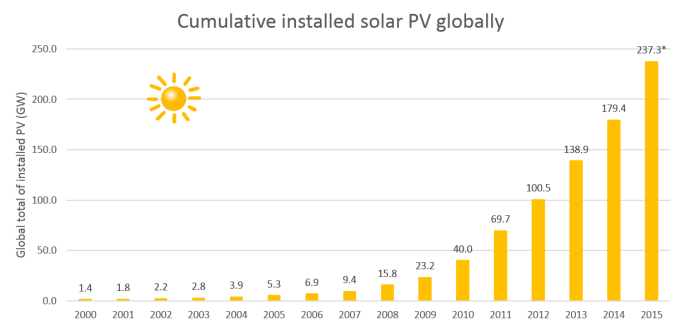 Cumulative installed solar PV globally
Global total of installed PV (GW)
250.0
200.0
150.0
100.0
50.0
0.0
1.4 1.8 2.2 2.8 3.9 5.3 6.9 9.4 15.8 23.2 40.0 69.7 100.5 138.9 179.4 237.3*
2000 2001 2002 2003 2004 2005 2006 2007 2008 2009 2010 2011 2012 2013 2014 2015